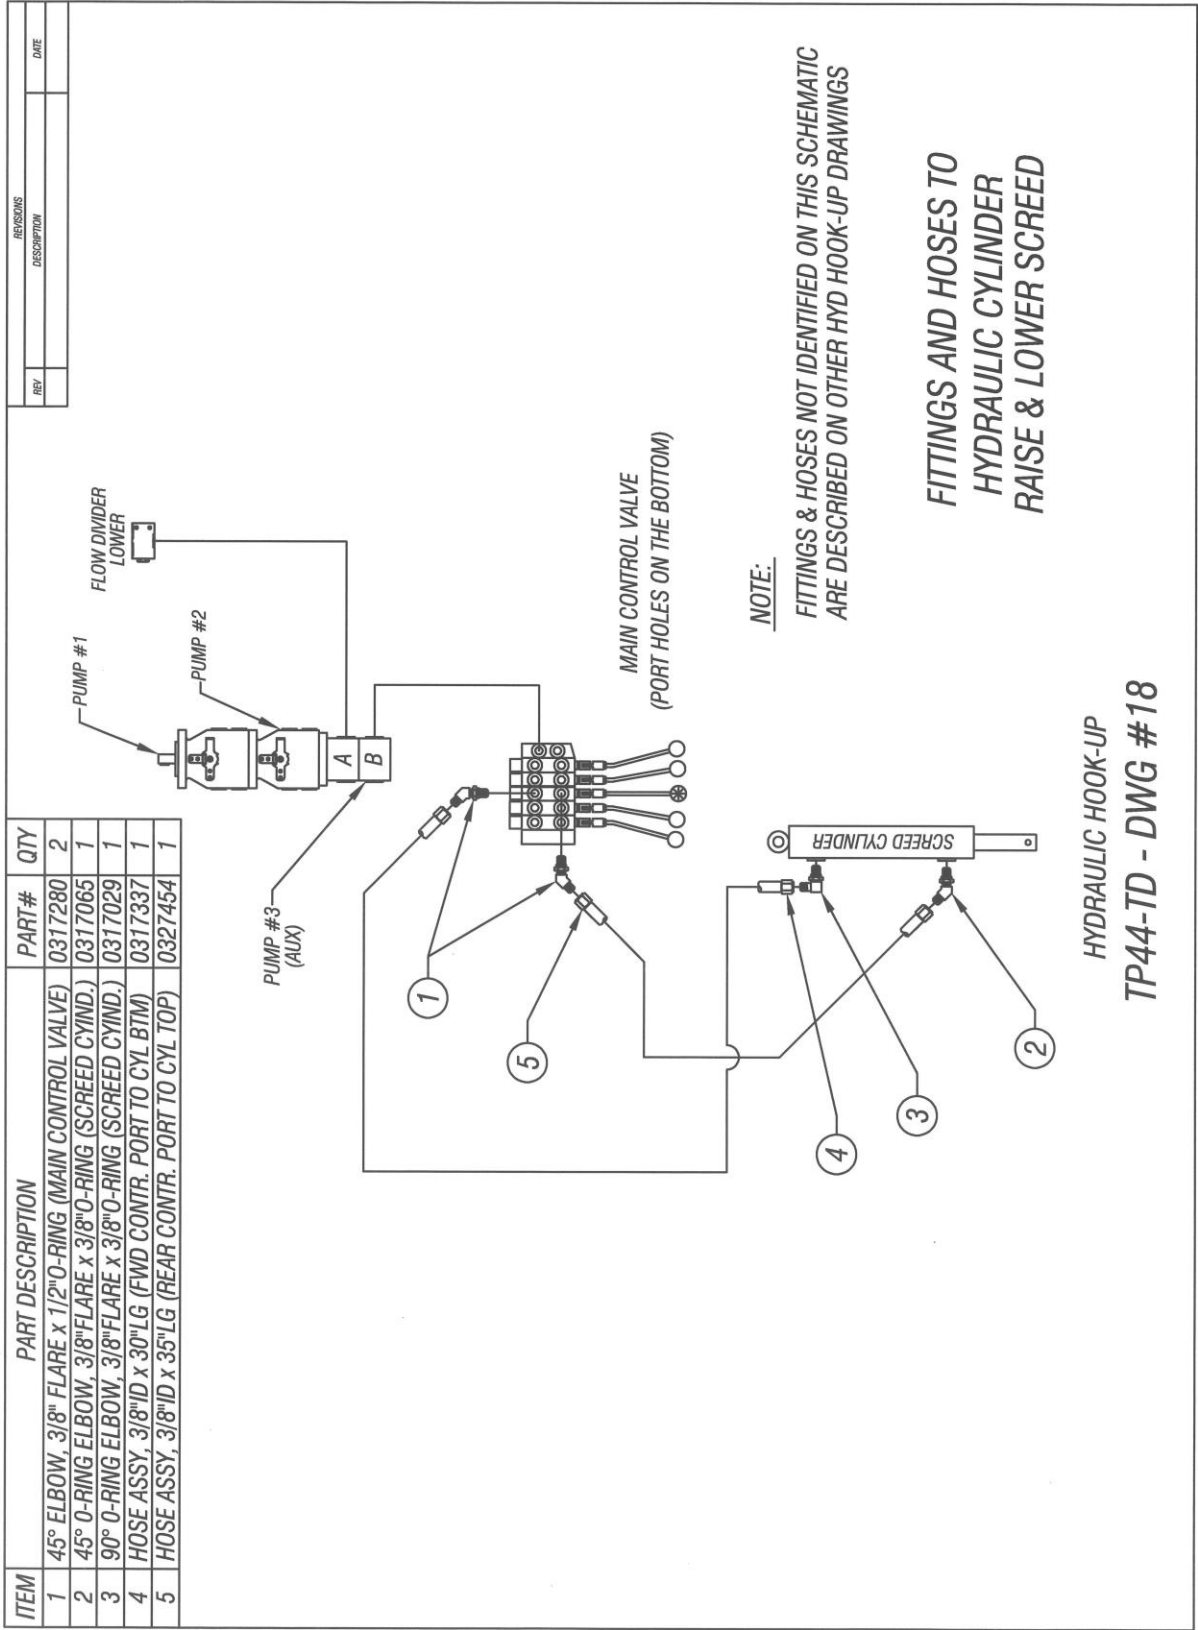 ITEM PART DESCRIPTION PART# QTY
1 45° ELBOW, 3/8" FLARE x 1/2"O-RING (MAIN CONTROL VALVE) 0317280 2
2 45° O-RING ELBOW, 3/8"FLARE x 3/8"O-RING (SCREED CYIND.) 0317065 1
3 90° O-RING ELBOW, 3/8"FLARE x 3/8"O-RING (SCREED CYIND.) 0317029 1
4 HOSE ASSY, 3/8"ID x 30"LG (FWD CONTR. PORT TO CYL BTM) 0317337 1
5 HOSE ASSY, 3/8"ID x 35"LG (REAR CONTR. PORT TO CYL TOP) 0327454 1
REVISIONS
REV DESCRIPTION DATE
PUMP #1
FLOW DIVIDER
LOWER
PUMP #2
A
B
PUMP #3
(AUX)
1
5
MAIN CONTROL VALVE
(PORT HOLES ON THE BOTTOM)
SCREED CYLINDER
4
3
2
NOTE:
FITTINGS & HOSES NOT IDENTIFIED ON THIS SCHEMATIC
ARE DESCRIBED ON OTHER HYD HOOK-UP DRAWINGS
FITTINGS AND HOSES TO
HYDRAULIC CYLINDER
RAISE & LOWER SCREED
HYDRAULIC HOOK-UP
TP44-TD - DWG #18